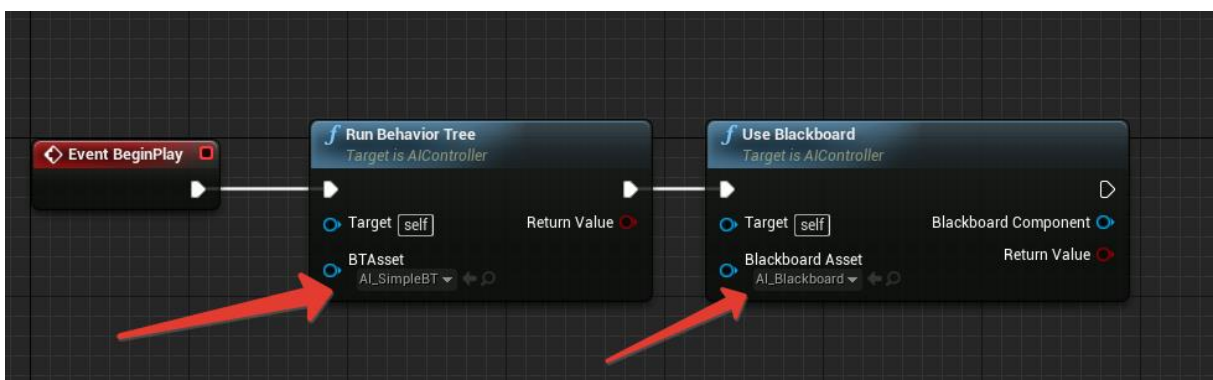 Event BeginPlay
Run Behavior Tree
Target is AIController
Target self
Return Value
BTAsset
AI_SimpleBT
Use Blackboard
Target is AIController
Target self
Blackboard Component
Blackboard Asset
Return Value
AI_Blackboard